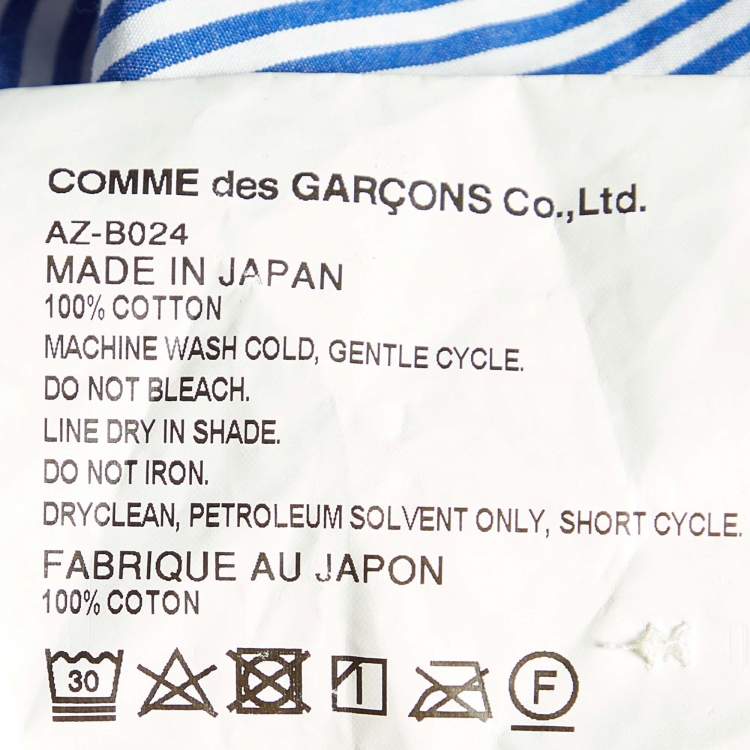 COMME des GARÇONS Co.,Ltd.
AZ-B024
MADE IN JAPAN
100% COTTON
MACHINE WASH COLD, GENTLE CYCLE.
DO NOT BLEACH.
LINE DRY IN SHADE.
DO NOT IRON.
DRYCLEAN, PETROLEUM SOLVENT ONLY, SHORT CYCLE.
FABRIQUE AU JAPON
100% COTON
30 F